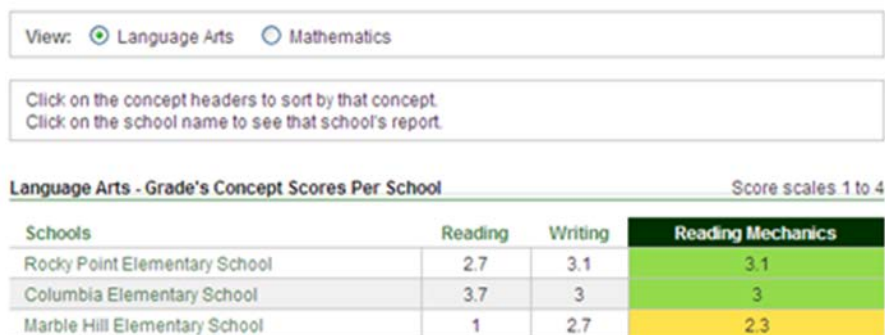 View: Language Arts Mathematics
Click on the concept headers to sort by that concept.
Click on the school name to see that school's report.
Language Arts - Grade's Concept Scores Per School Score scales 1 to 4
Schools Reading Writing Reading Mechanics
Rocky Point Elementary School 2.7 3.1 3.1
Columbia Elementary School 3.7 3 3
Marble Hill Elementary School 1 2.7 2.3